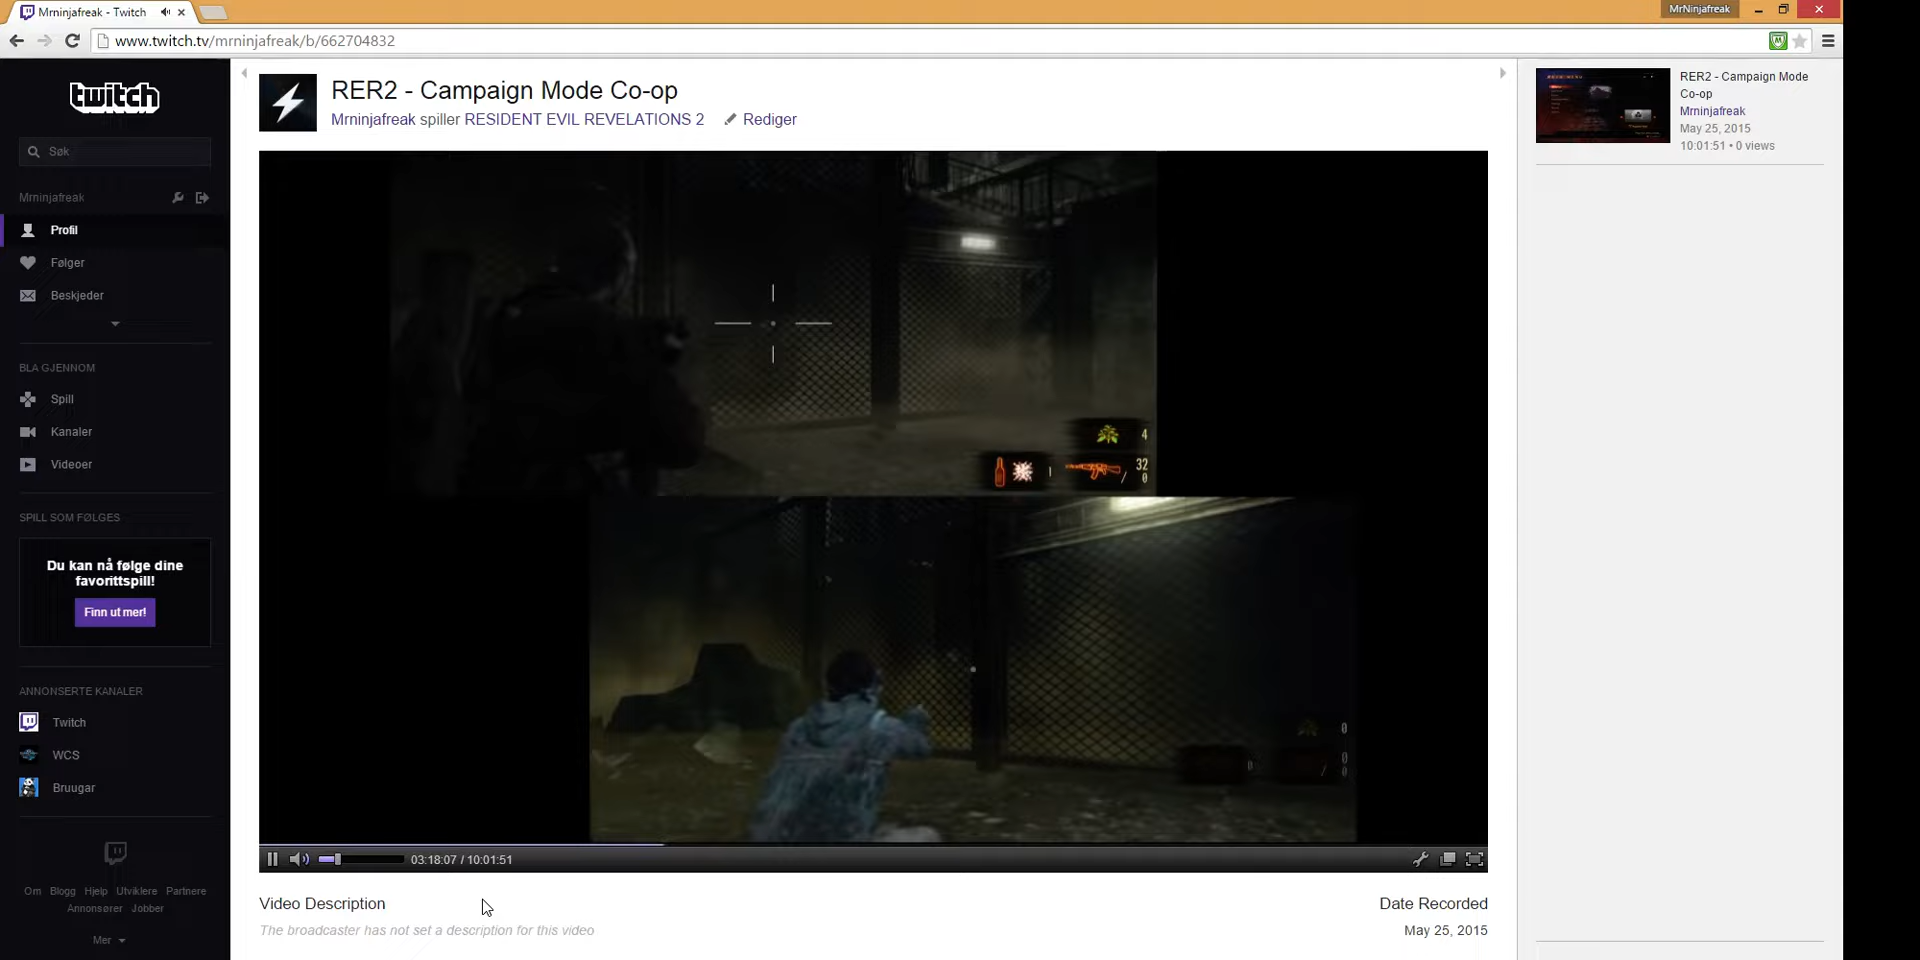 Mrninjafreak - Twitch
MrNinjafreak
www.twitch.tv/mrninjafreak/b/662704832
twitch
Søk
Mrninjafreak
Profil
Følger
Beskjeder
BLA GJENNOM
Spill
Kanaler
Videoer
SPILL SOM FØLGES
Du kan nå følge dine
favorittspill!
Finn ut mer!
ANNONSERTE KANALER
Twitch
WCS
Bruugar
Om Blogg Hjelp Utviklere Partnere
Annonsører Jobber
Mer
RER2 - Campaign Mode Co-op
Mrninjafreak spiller RESIDENT EVIL REVELATIONS 2 Rediger
4
32
/ 0
0
0
/ 0
03:18:07 / 10:01:51
Video Description
The broadcaster has not set a description for this video
Date Recorded
May 25, 2015
RER2 - Campaign Mode
Co-op
Mrninjafreak
May 25, 2015
10:01:51 • 0 views